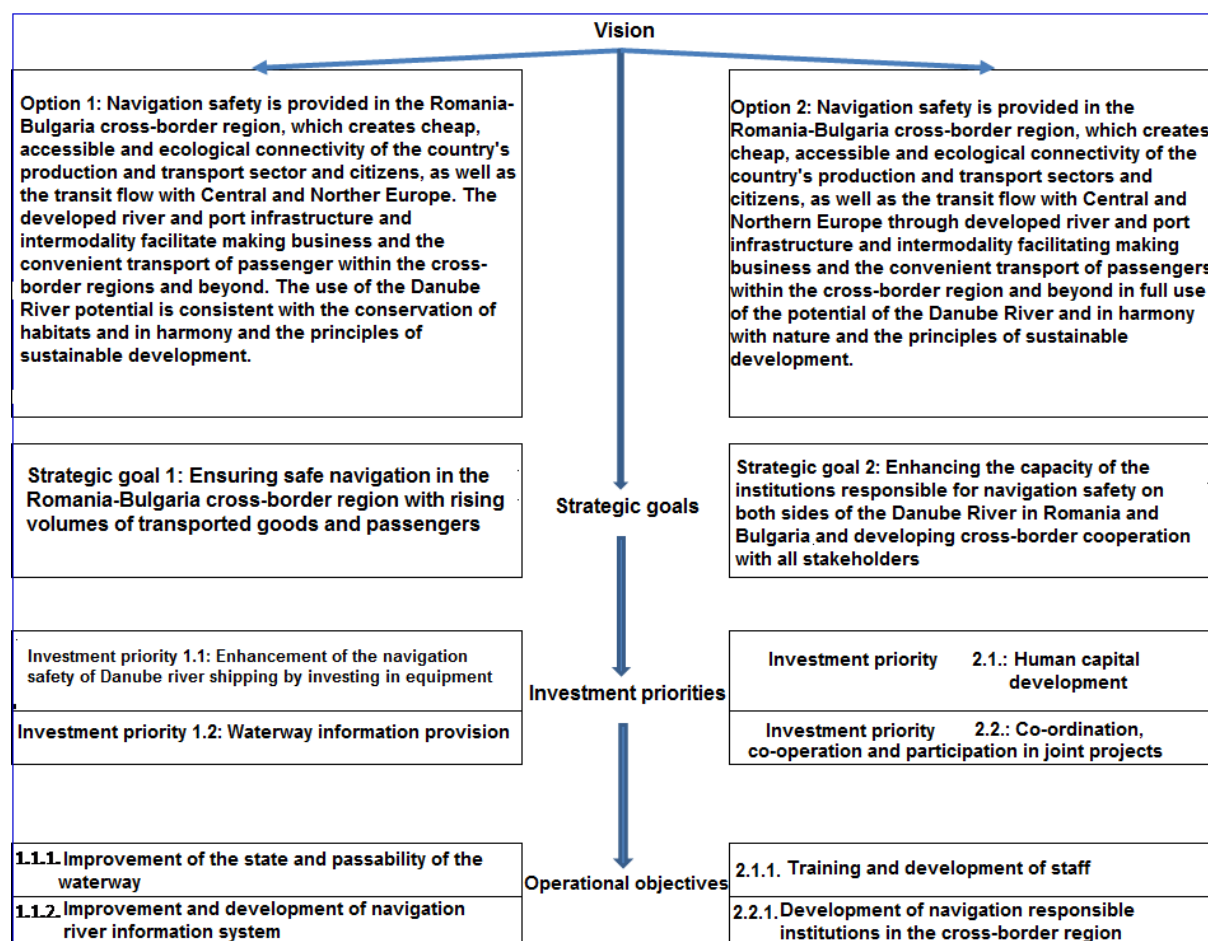 Vision
Option 1: Navigation safety is provided in the Romania-
Bulgaria cross-border region, which creates cheap,
accessible and ecological connectivity of the country's
production and transport sector and citizens, as well as
the transit flow with Central and Norther Europe. The
developed river and port infrastructure and
intermodality facilitate making business and the
convenient transport of passenger within the cross-
border regions and beyond. The use of the Danube
River potential is consistent with the conservation of
habitats and in harmony and the principles of
sustainable development.
Option 2: Navigation safety is provided in the
Romania-Bulgaria cross-border region, which creates
cheap, accessible and ecological connectivity of the
country's production and transport sectors and
citizens, as well as the transit flow with Central and
Northern Europe through developed river and port
infrastructure and intermodality facilitating making
business and the convenient transport of passengers
within the cross-border region and beyond in full use
of the potential of the Danube River and in harmony
with nature and the principles of sustainable
development.
Strategic goal 1: Ensuring safe navigation in the
Romania-Bulgaria cross-border region with rising
volumes of transported goods and passengers
Strategic goals
Strategic goal 2: Enhancing the capacity of the
institutions responsible for navigation safety on
both sides of the Danube River in Romania and
Bulgaria and developing cross-border cooperation
with all stakeholders
Investment priority 1.1: Enhancement of the navigation
safety of Danube river shipping by investing in equipment
Investment priority 1.2: Waterway information provision
Investment priorities
Investment priority 2.1.: Human capital
development
Investment priority 2.2.: Co-ordination,
co-operation and participation in joint projects
1.1.1. Improvement of the state and passability of the
waterway
1.1.2. Improvement and development of navigation
river information system
Operational objectives
2.1.1. Training and development of staff
2.2.1. Development of navigation responsible
institutions in the cross-border region